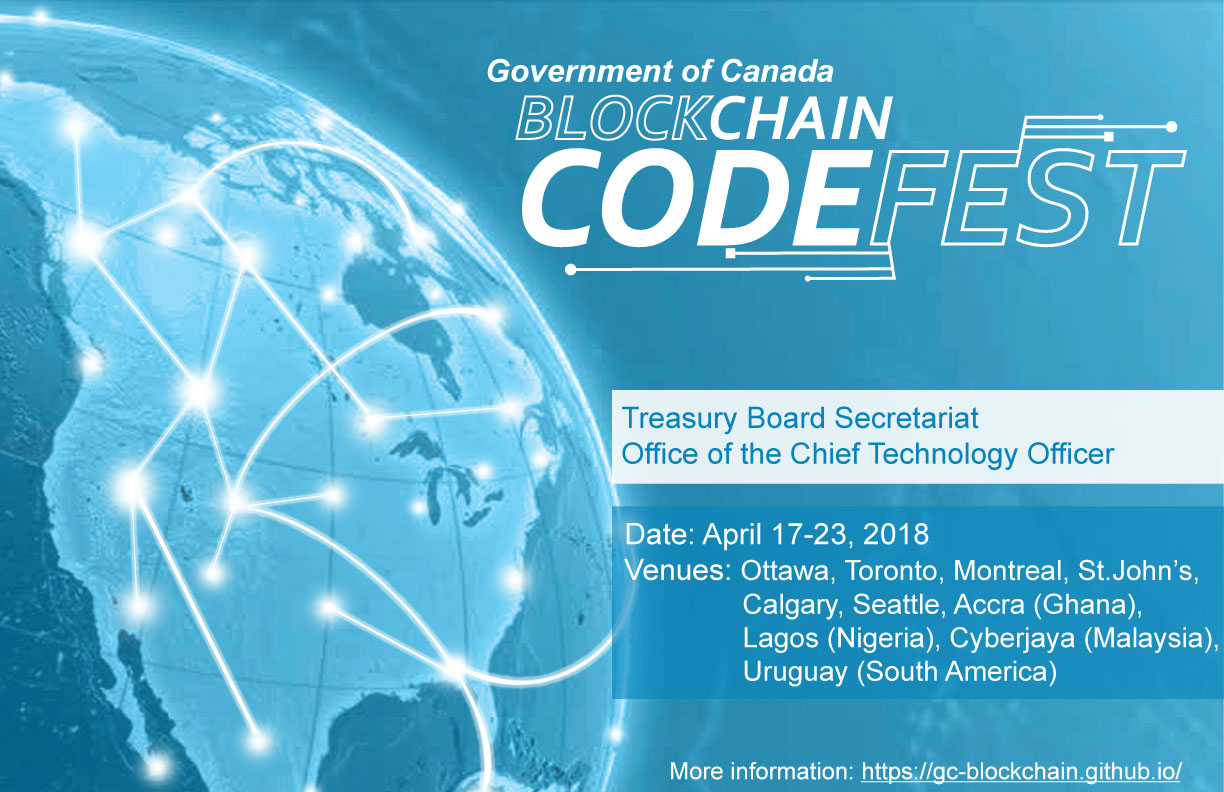 Government of Canada
BLOCKCHAIN
CODEFEST
Treasury Board Secretariat
Office of the Chief Technology Officer
Date: April 17-23, 2018
Venues: Ottawa, Toronto, Montreal, St.John’s,
Calgary, Seattle, Accra (Ghana),
Lagos (Nigeria), Cyberjaya (Malaysia),
Uruguay (South America)
More information: https://gc-blockchain.github.io/